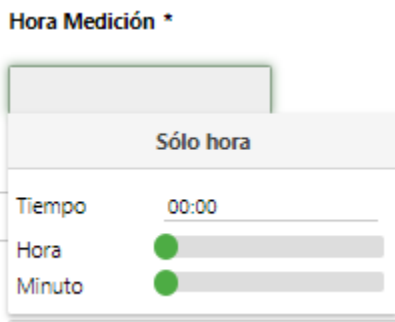 Hora Medición *
Sólo hora
Tiempo 00:00
Hora
Minuto